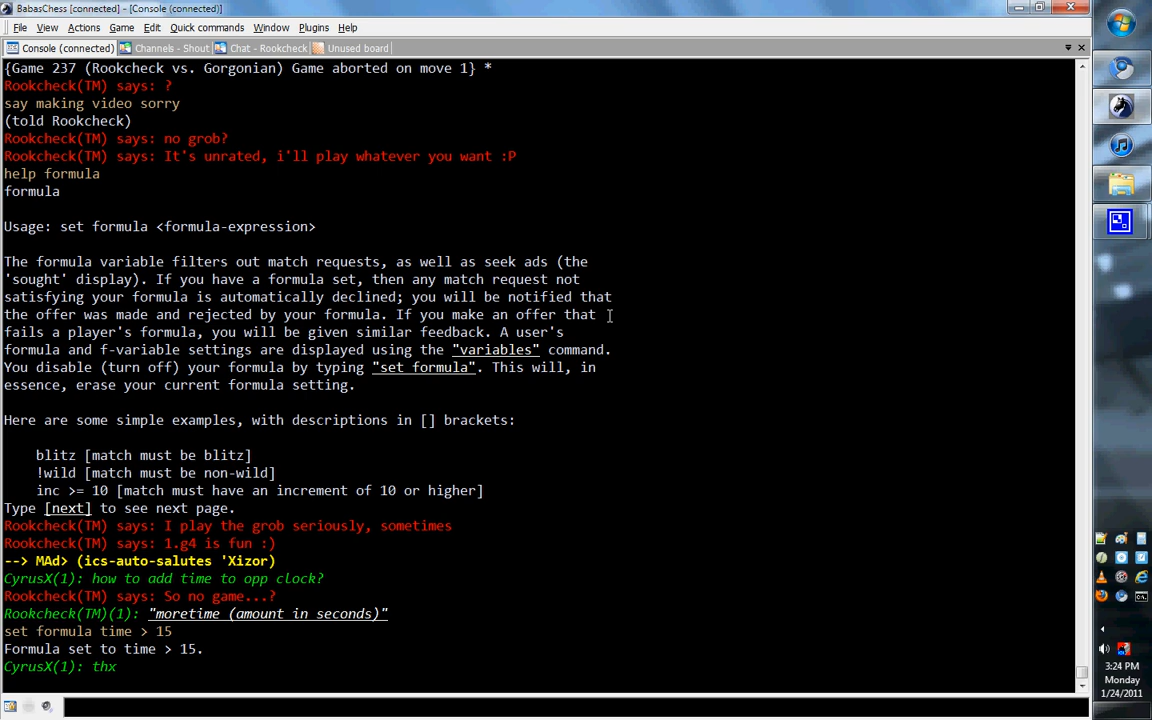 BabasChess [connected] - [Console (connected)]
File View Actions Game Edit Quick commands Window Plugins Help
Console (connected) Channels - Shout Chat - Rookcheck Unused board
{Game 237 (Rookcheck vs. Gorgonian) Game aborted on move 1} *
Rookcheck(TM) says: ?
say making video sorry
(told Rookcheck)
Rookcheck(TM) says: no grob?
Rookcheck(TM) says: It's unrated, i'll play whatever you want :P
help formula
formula
Usage: set formula <formula-expression>
The formula variable filters out match requests, as well as seek ads (the
'sought' display). If you have a formula set, then any match request not
satisfying your formula is automatically declined; you will be notified that
the offer was made and rejected by your formula. If you make an offer that
fails a player's formula, you will be given similar feedback. A user's
formula and f-variable settings are displayed using the "variables" command.
You disable (turn off) your formula by typing "set formula". This will, in
essence, erase your current formula setting.
Here are some simple examples, with descriptions in [] brackets:
blitz [match must be blitz]
!wild [match must be non-wild]
inc >= 10 [match must have an increment of 10 or higher]
Type [next] to see next page.
Rookcheck(TM) says: I play the grob seriously, sometimes
Rookcheck(TM) says: 1.g4 is fun :)
--> MAd> (ics-auto-salutes 'Xizor)
CyrusX(1): how to add time to opp clock?
Rookcheck(TM) says: So no game...?
Rookcheck(TM)(1): "moretime (amount in seconds)"
set formula time > 15
Formula set to time > 15.
CyrusX(1): thx
3:24 PM
Monday
1/24/2011